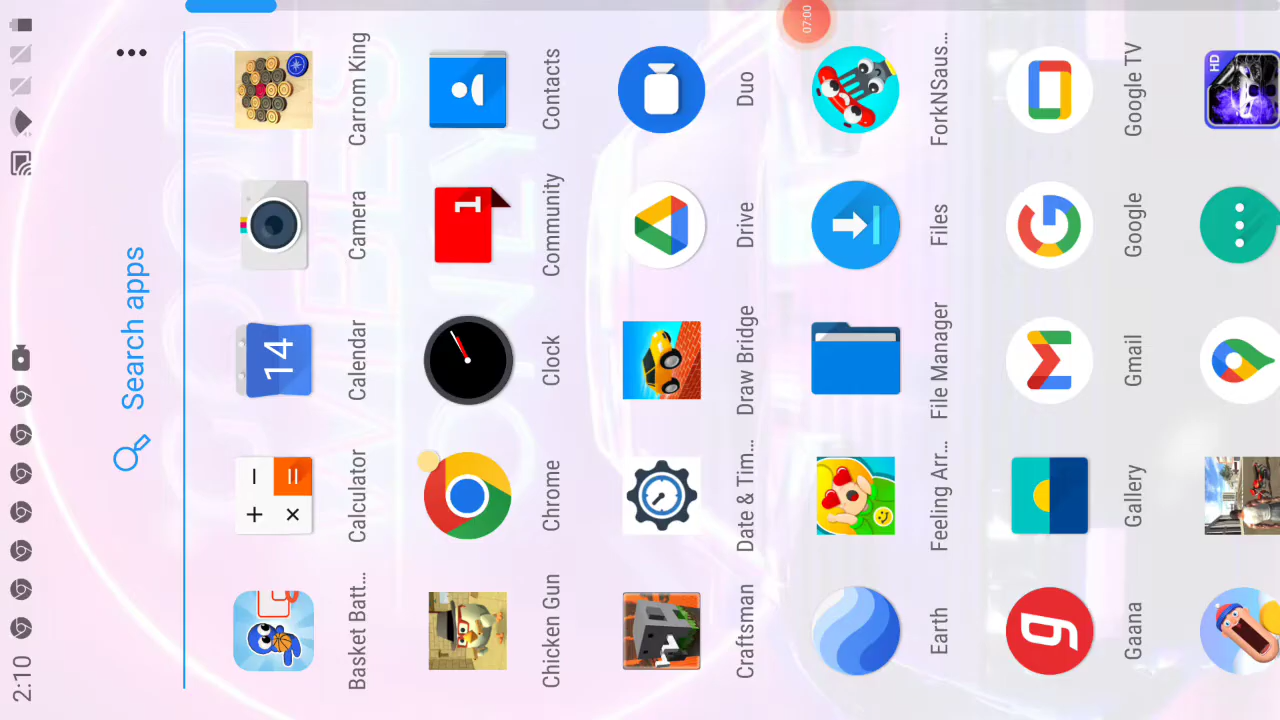 2:10
07:00
Search apps
Basket Batt...
Calculator
Calendar
14
Camera
Carrom King
Chicken Gun
Chrome
Clock
Community
1
Contacts
Craftsman
Date & Tim...
Draw Bridge
Drive
Duo
Earth
Feeling Arr...
File Manager
Files
ForkNSaus...
Gaana
Gallery
Gmail
Google
Google TV
HD